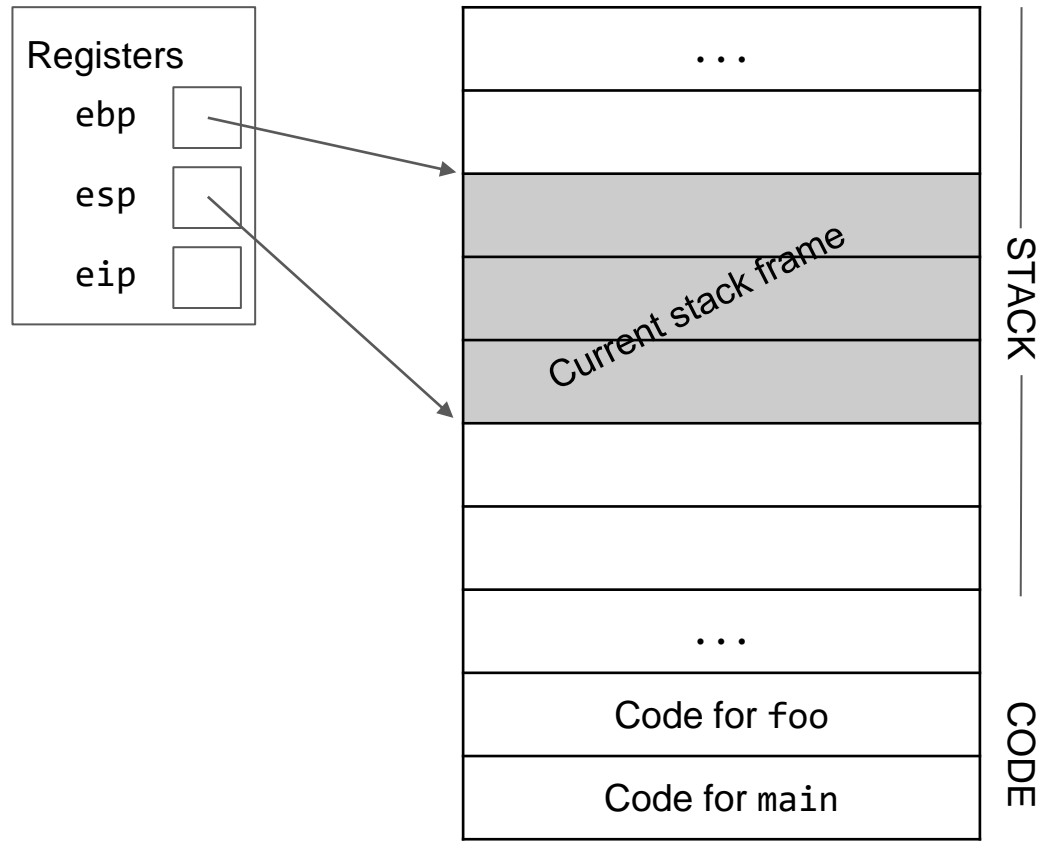 Registers
ebp
esp
eip
...
Current stack frame
STACK
...
Code for foo
Code for main
CODE